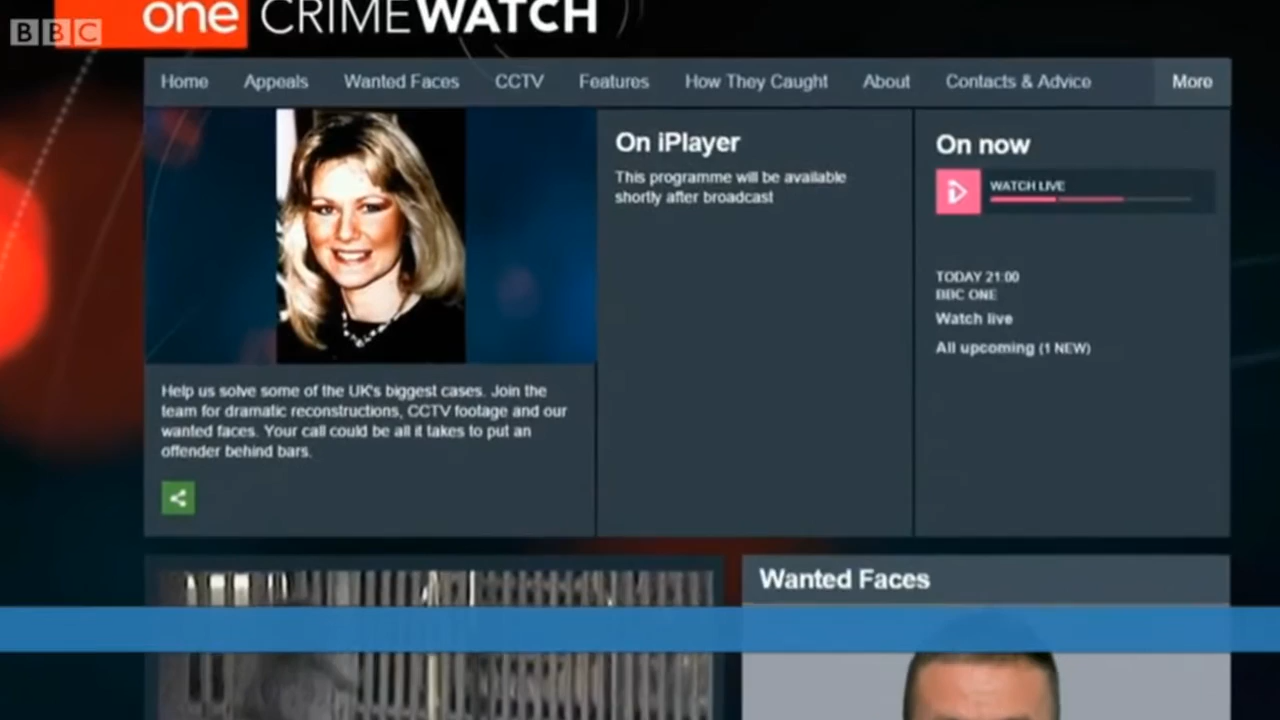 BBC
one CRIMEWATCH
Home Appeals Wanted Faces CCTV Features How They Caught About Contacts & Advice More
On iPlayer
This programme will be available
shortly after broadcast
On now
WATCH LIVE
TODAY 21:00
BBC ONE
Watch live
All upcoming (1 NEW)
Help us solve some of the UK's biggest cases. Join the
team for dramatic reconstructions, CCTV footage and our
wanted faces. Your call could be all it takes to put an
offender behind bars.
Wanted Faces